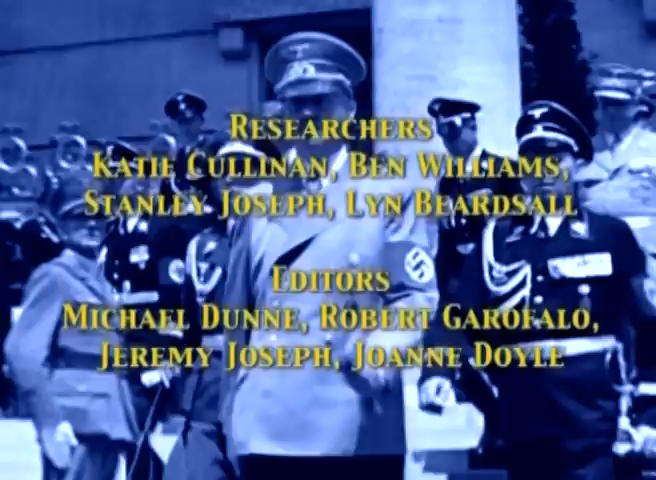 RESEARCHERS
KATIE CULLINAN, BEN WILLIAMS,
STANLEY JOSEPH, LYN BEARDSALL
EDITORS
MICHAEL DUNNE, ROBERT GAROFALO,
JEREMY JOSEPH, JOANNE DOYLE